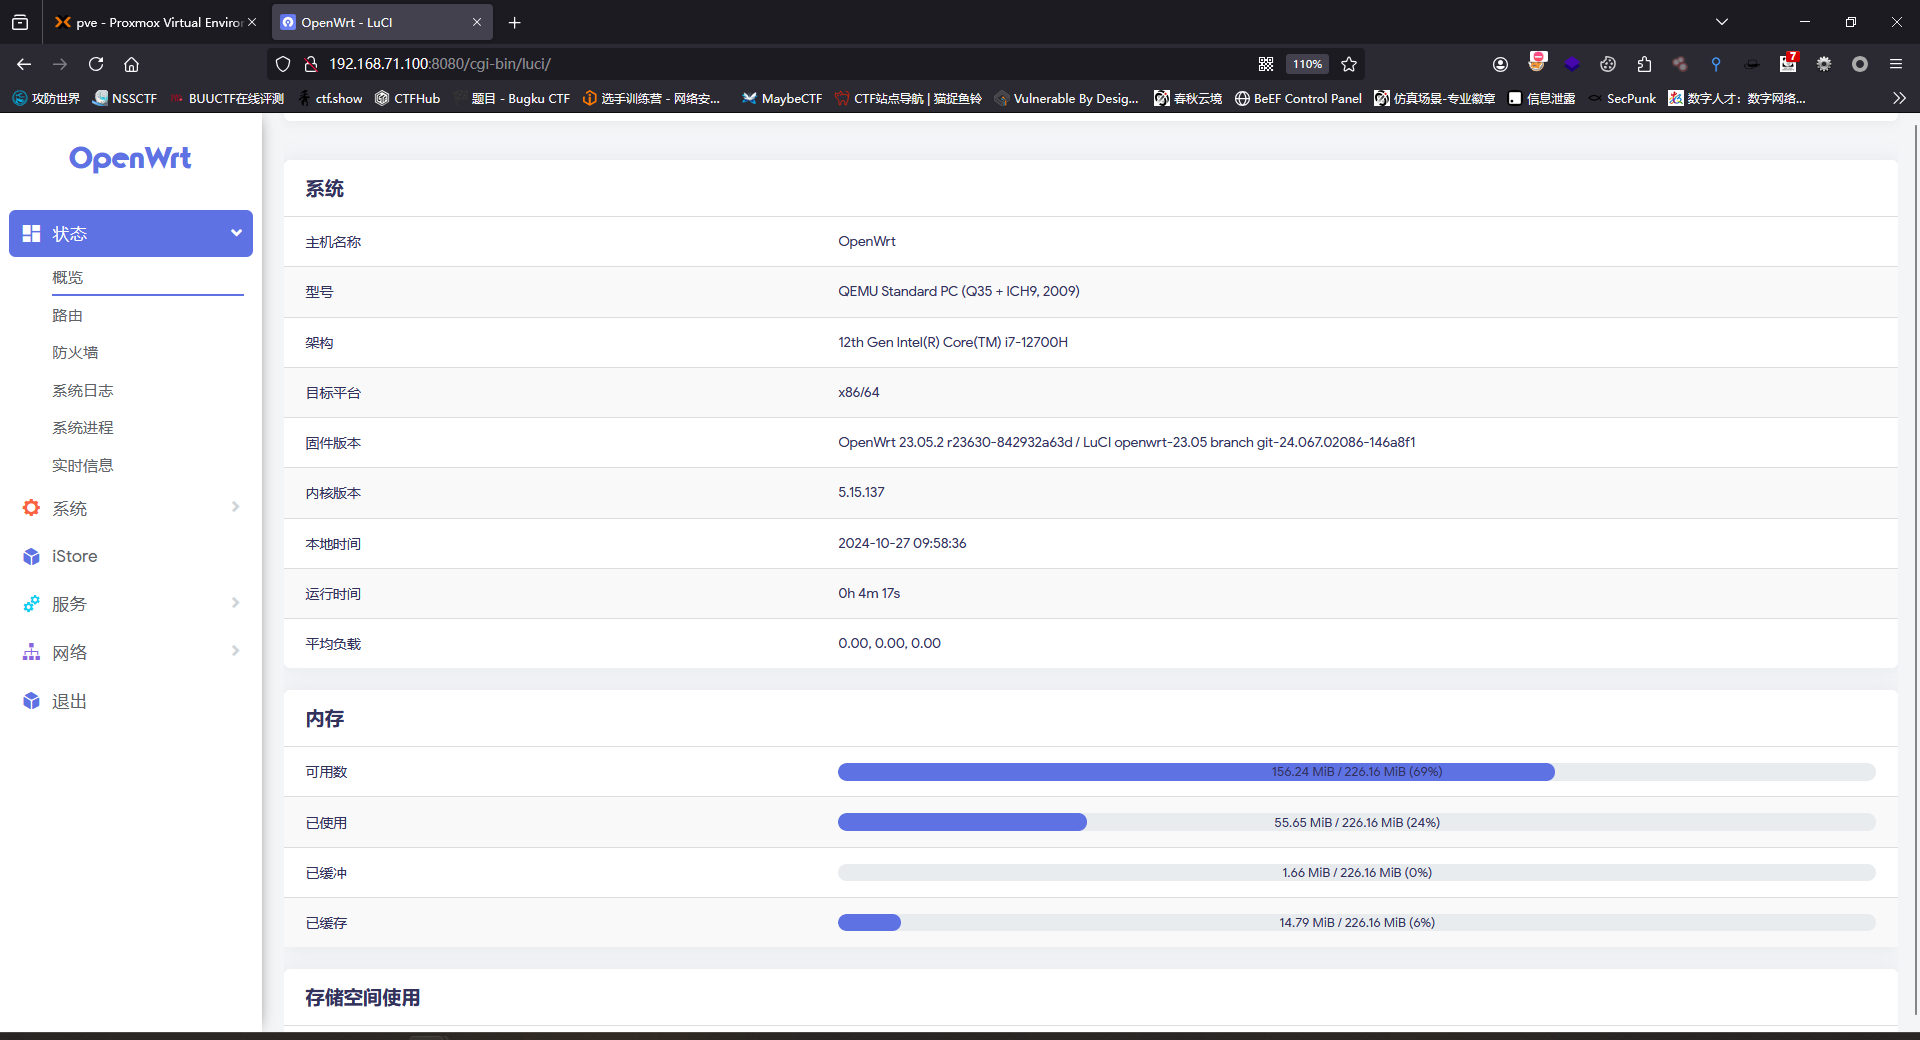 pve - Proxmox Virtual Enviror
OpenWrt - LuCI
192.168.71.100:8080/cgi-bin/luci/
110%
7
攻防世界
NSSCTF
BUUCTF在线评测
ctf.show
CTFHub
题目 - Bugku CTF
选手训练营 - 网络安...
MaybeCTF
CTF站点导航 | 猫捉鱼铃
Vulnerable By Desig...
春秋云境
BeEF Control Panel
仿真场景-专业徽章
信息泄露
SecPunk
数字人才：数字网络...
OpenWrt
状态
概览
路由
防火墙
系统日志
系统进程
实时信息
系统
iStore
服务
网络
退出
系统
主机名称 OpenWrt
型号 QEMU Standard PC (Q35 + ICH9, 2009)
架构 12th Gen Intel(R) Core(TM) i7-12700H
目标平台 x86/64
固件版本 OpenWrt 23.05.2 r23630-842932a63d / LuCI openwrt-23.05 branch git-24.067.02086-146a8f1
内核版本 5.15.137
本地时间 2024-10-27 09:58:36
运行时间 0h 4m 17s
平均负载 0.00, 0.00, 0.00
内存
可用数 156.24 MiB / 226.16 MiB (69%)
已使用 55.65 MiB / 226.16 MiB (24%)
已缓冲 1.66 MiB / 226.16 MiB (0%)
已缓存 14.79 MiB / 226.16 MiB (6%)
存储空间使用